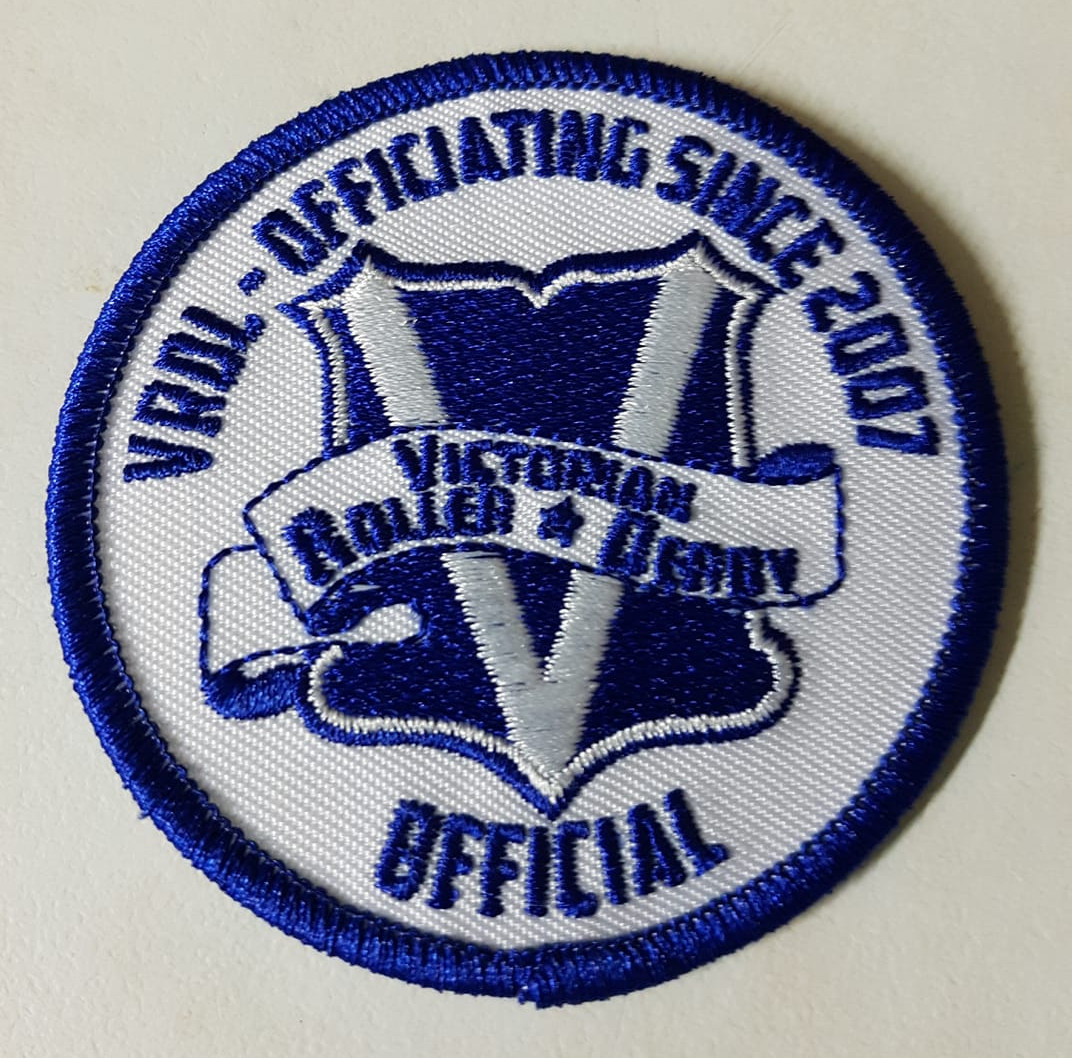 VRDL - OFFICIATING SINCE 2007
VICTORIAN
ROLLER ★ DERBY
OFFICIAL